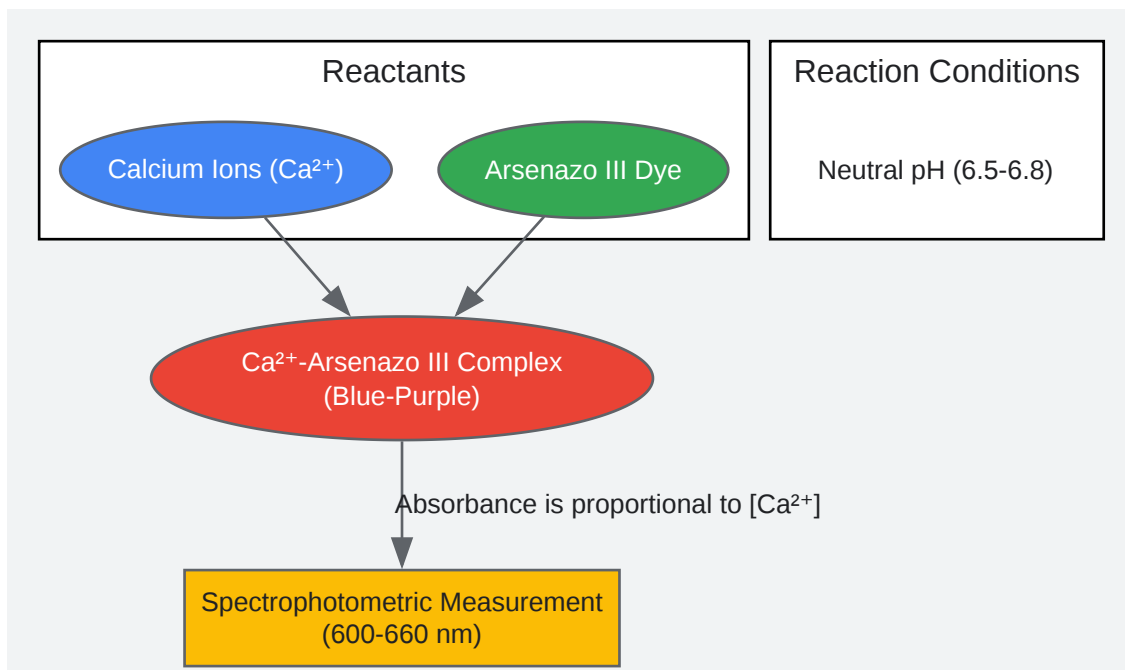 Reactants
Reaction Conditions
Calcium Ions (Ca²⁺)
Arsenazo III Dye
Neutral pH (6.5-6.8)
Ca²⁺-Arsenazo III Complex
(Blue-Purple)
Absorbance is proportional to [Ca²⁺]
Spectrophotometric Measurement
(600-660 nm)